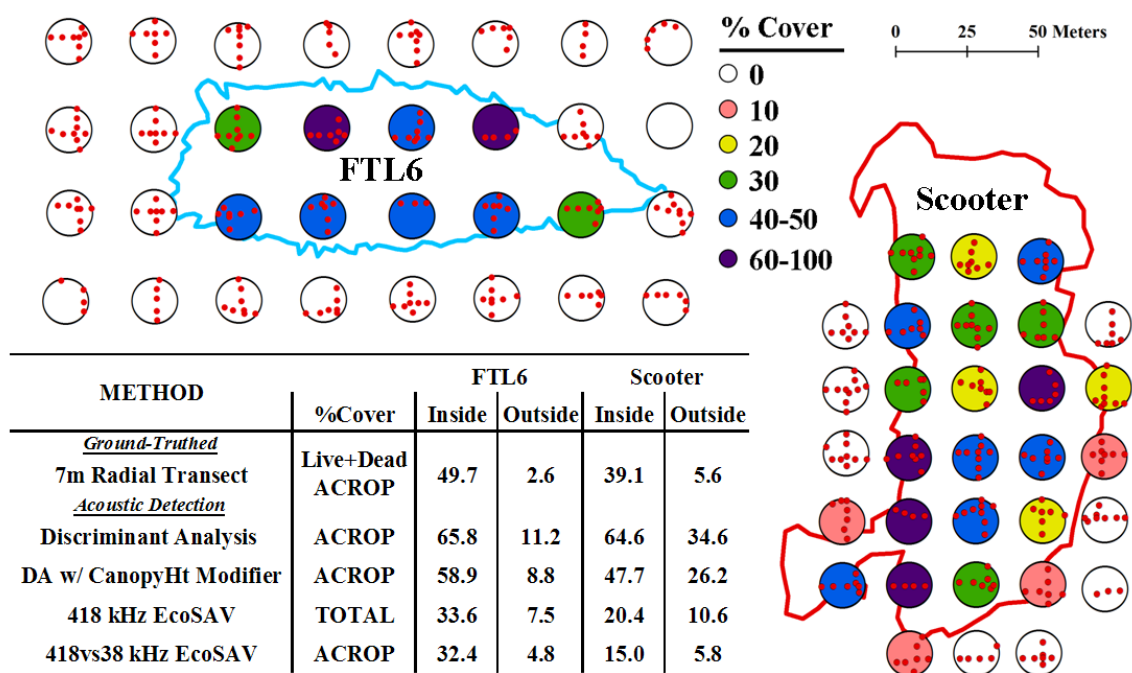 % Cover
0
10
20
30
40-50
60-100
0 25 50 Meters
FTL6
Scooter
METHOD FTL6 Scooter
%Cover Inside Outside Inside Outside
Ground-Truthed
7m Radial Transect Live+Dead ACROP 49.7 2.6 39.1 5.6
Acoustic Detection
Discriminant Analysis ACROP 65.8 11.2 64.6 34.6
DA w/ CanopyHt Modifier ACROP 58.9 8.8 47.7 26.2
418 kHz EcoSAV TOTAL 33.6 7.5 20.4 10.6
418vs38 kHz EcoSAV ACROP 32.4 4.8 15.0 5.8